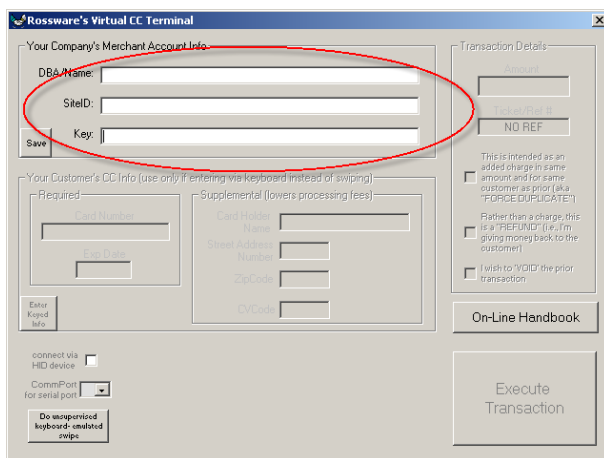 Rossware's Virtual CC Terminal
Your Company's Merchant Account Info
DBA/Name:
SiteID:
Key:
Save
Transaction Details
Amount
Ticket/Ref #
NO REF
This is intended as an
added charge in same
amount and for same
customer as prior (aka
"FORCE DUPLICATE")
Rather than a charge, this
is a "REFUND" (i.e., I'm
giving money back to the
customer)
I wish to 'VOID' the prior
transaction
Your Customer's CC Info (use only if entering via keyboard instead of swiping)
Required
Card Number
Exp Date
Supplemental (lowers processing fees)
Card Holder
Name
Street Address
Number
ZipCode
CVCode
Enter
Keyed
Info
On-Line Handbook
connect via
HID device
CommPort
for serial port
Do unsupervised
keyboard- emulated
swipe
Execute
Transaction